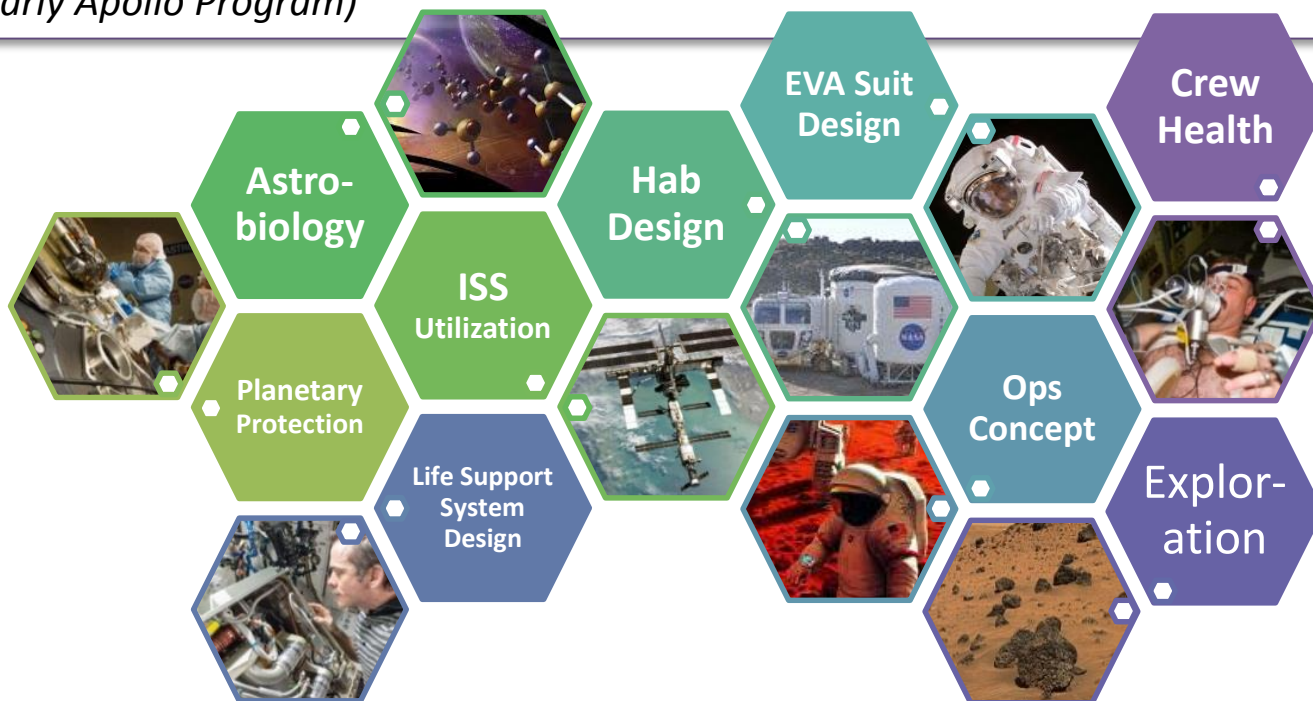 arly Apollo Program)
EVA Suit
Design
Crew
Health
Astro-
biology
Hab
Design
ISS
Utilization
NASA
Planetary
Protection
Ops
Concept
Life Support
System
Design
Explor-
ation